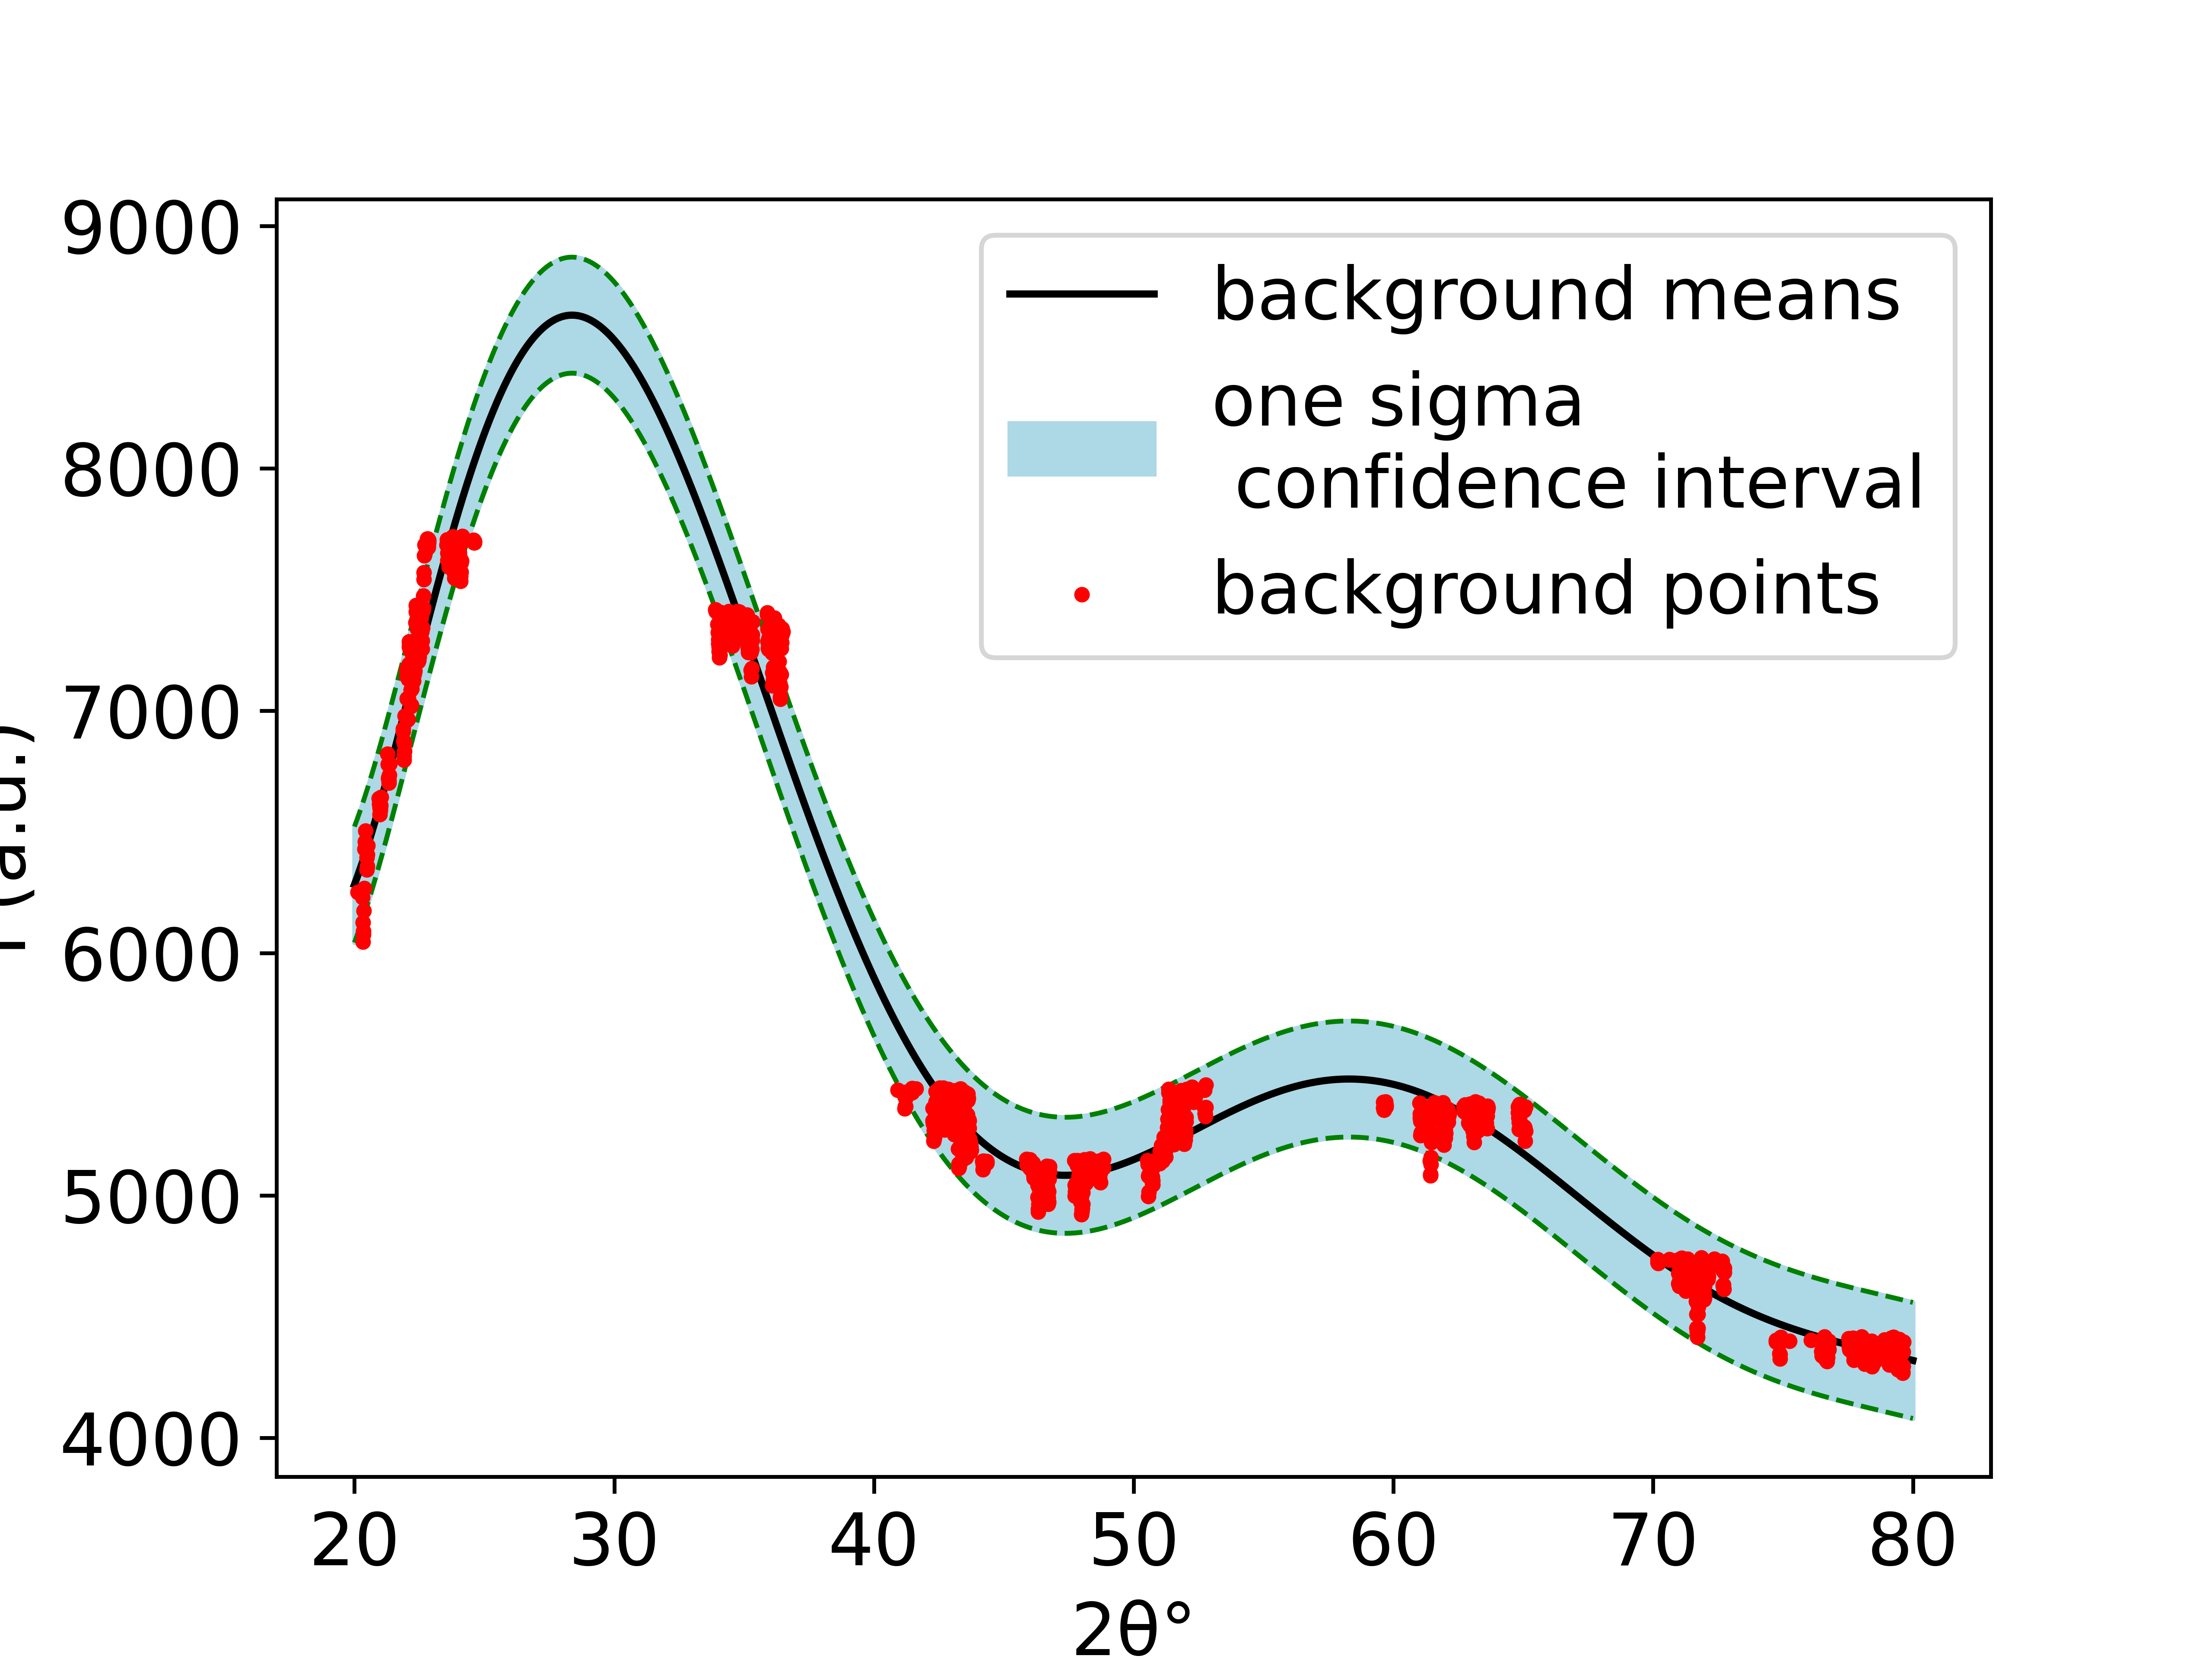 9000
8000
7000
6000
5000
4000
(a.u.)
background means
one sigma
confidence interval
background points
20 30 40 50 60 70 80
2θ°